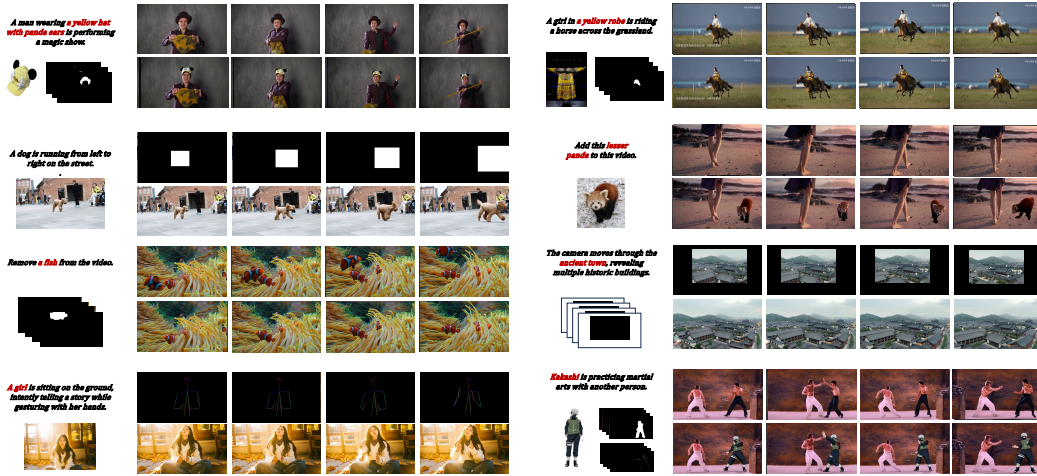 A man wearing a yellow hat
with panda ears is performing
a magic show.
A girl in a yellow robe is riding
a horse across the grassland.
A dog is running from left to
right on the street.
Add this lesser
panda to this video.
Remove a fish from the video.
The camera moves through the
ancient town, revealing
multiple historic buildings.
A girl is sitting on the ground,
intently telling a story while
gesturing with her hands.
Kakashi is practicing martial
arts with another person.